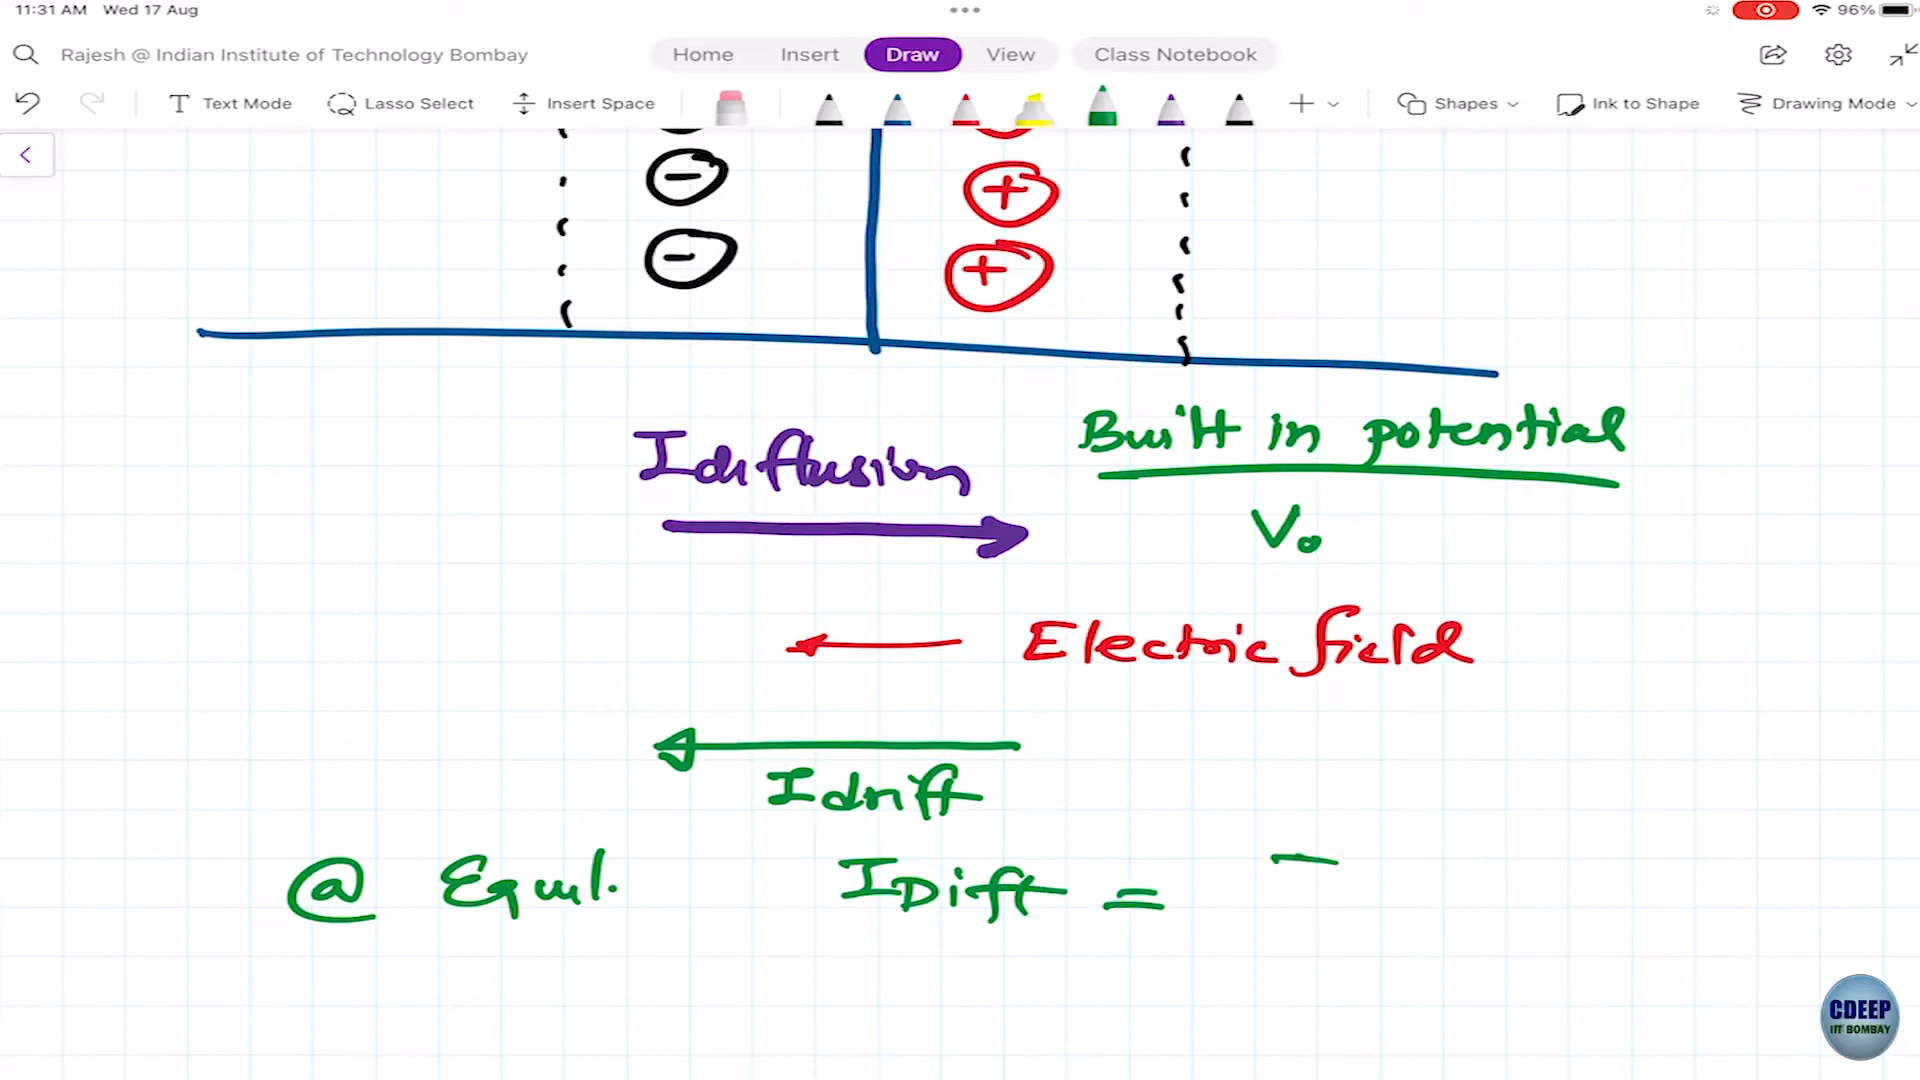 11:31 AM Wed 17 Aug
96%
Rajesh @ Indian Institute of Technology Bombay
Home Insert Draw View Class Notebook
Text Mode Lasso Select Insert Space Shapes Ink to Shape Drawing Mode
− +
− +
Built in potential
Idiffusion
V₀
Electric field
Idrift
@ Equil. IDiff =
CDEEP
IIT BOMBAY